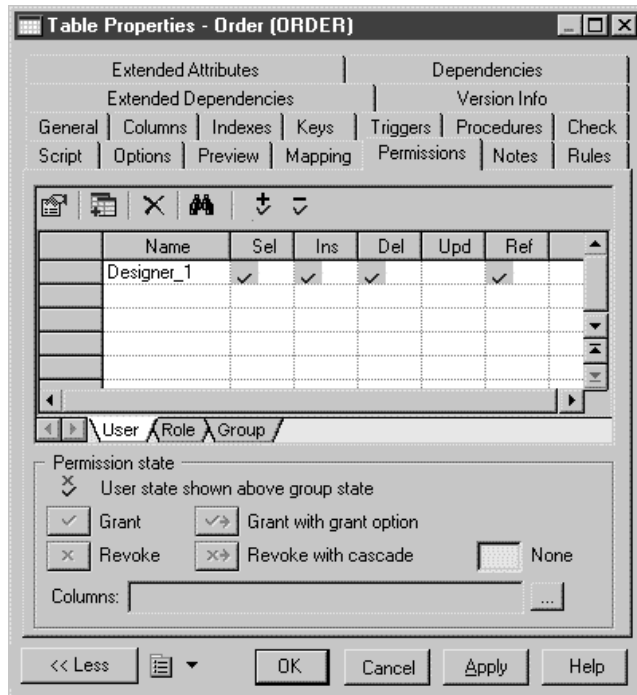 Table Properties - Order (ORDER)
Extended Attributes Dependencies
Extended Dependencies Version Info
General Columns Indexes Keys Triggers Procedures Check
Script Options Preview Mapping Permissions Notes Rules
Name Sel Ins Del Upd Ref
Designer_1
User Role Group
Permission state
User state shown above group state
Grant Grant with grant option
Revoke Revoke with cascade None
Columns: ...
<< Less OK Cancel Apply Help